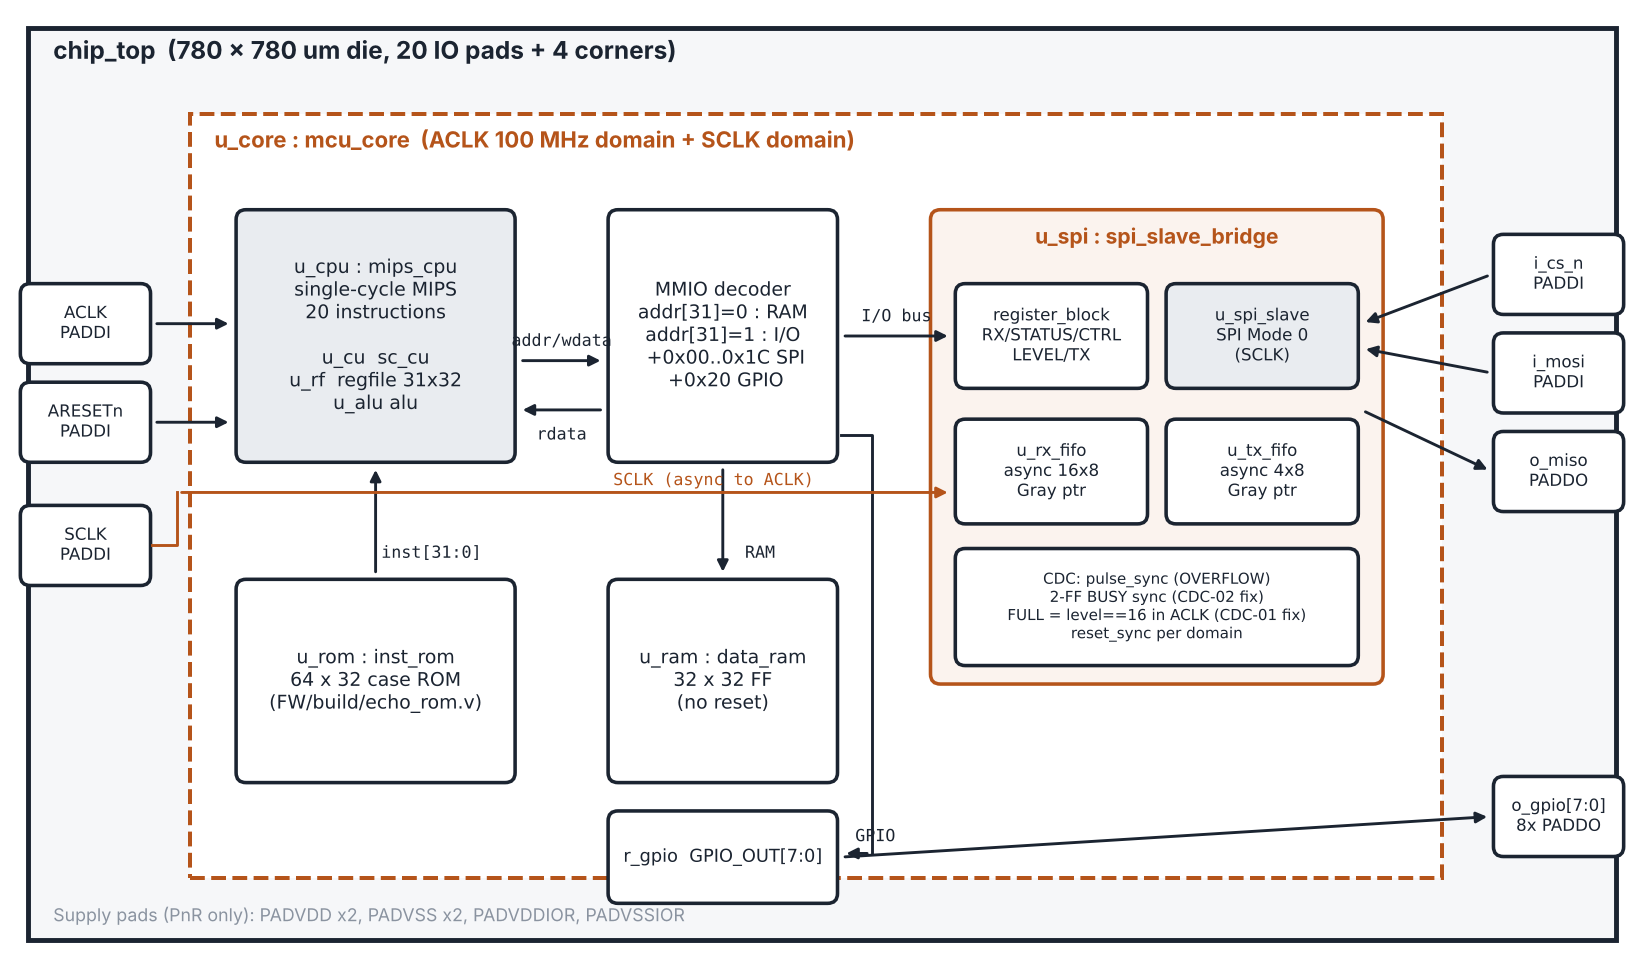 chip_top (780 × 780 um die, 20 IO pads + 4 corners)
u_core : mcu_core (ACLK 100 MHz domain + SCLK domain)
ACLK
PADDI
ARESETn
PADDI
SCLK
PADDI
u_cpu : mips_cpu
single-cycle MIPS
20 instructions
u_cu sc_cu
u_rf regfile 31x32
u_alu alu
addr/wdata
rdata
MMIO decoder
addr[31]=0 : RAM
addr[31]=1 : I/O
+0x00..0x1C SPI
+0x20 GPIO
I/O bus
u_spi : spi_slave_bridge
register_block
RX/STATUS/CTRL
LEVEL/TX
u_spi_slave
SPI Mode 0
(SCLK)
u_rx_fifo
async 16x8
Gray ptr
u_tx_fifo
async 4x8
Gray ptr
CDC: pulse_sync (OVERFLOW)
2-FF BUSY sync (CDC-02 fix)
FULL = level==16 in ACLK (CDC-01 fix)
reset_sync per domain
i_cs_n
PADDI
i_mosi
PADDI
o_miso
PADDO
SCLK (async to ACLK)
inst[31:0]
RAM
u_rom : inst_rom
64 x 32 case ROM
(FW/build/echo_rom.v)
u_ram : data_ram
32 x 32 FF
(no reset)
GPIO
r_gpio GPIO_OUT[7:0]
o_gpio[7:0]
8x PADDO
Supply pads (PnR only): PADVDD x2, PADVSS x2, PADVDDIOR, PADVSSIOR